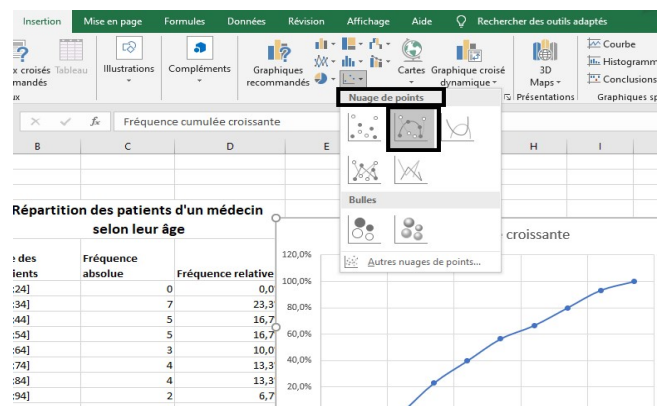 Insertion Mise en page Formules Données Révision Affichage Aide Rechercher des outils adaptés
x croisés Tableau Illustrations Compléments Graphiques Cartes Graphique croisé 3D Courbe
mandés recommandés dynamique Maps Histogramm
Conclusions
ux Présentations Graphiques sp
Nuage de points
Bulles
Autres nuages de points...
fx Fréquence cumulée croissante
B C D E H I
Répartition des patients d'un médecin
selon leur âge
e des Fréquence
ients absolue Fréquence relative
:24] 0 0,0
:34] 7 23,3
:44] 5 16,7
:54] 5 16,7
:64] 3 10,0
:74] 4 13,3
:84] 4 13,3
:94] 2 6,7
croissante
120,0%
100,0%
80,0%
60,0%
40,0%
20,0%